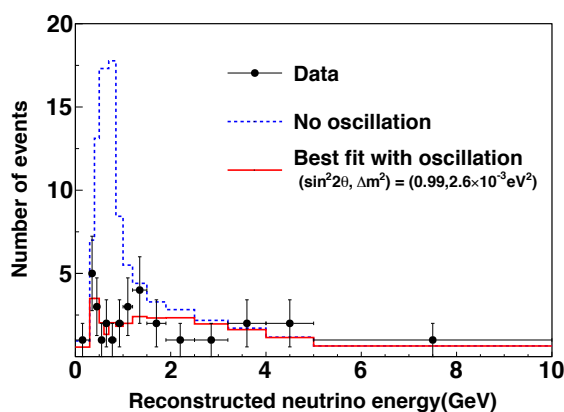 20
15
10
5
0
2
4
6
8
10
Number of events
Data
No oscillation
Best fit with oscillation
(sin²2θ, Δm²) = (0.99,2.6×10⁻³eV²)
Reconstructed neutrino energy(GeV)